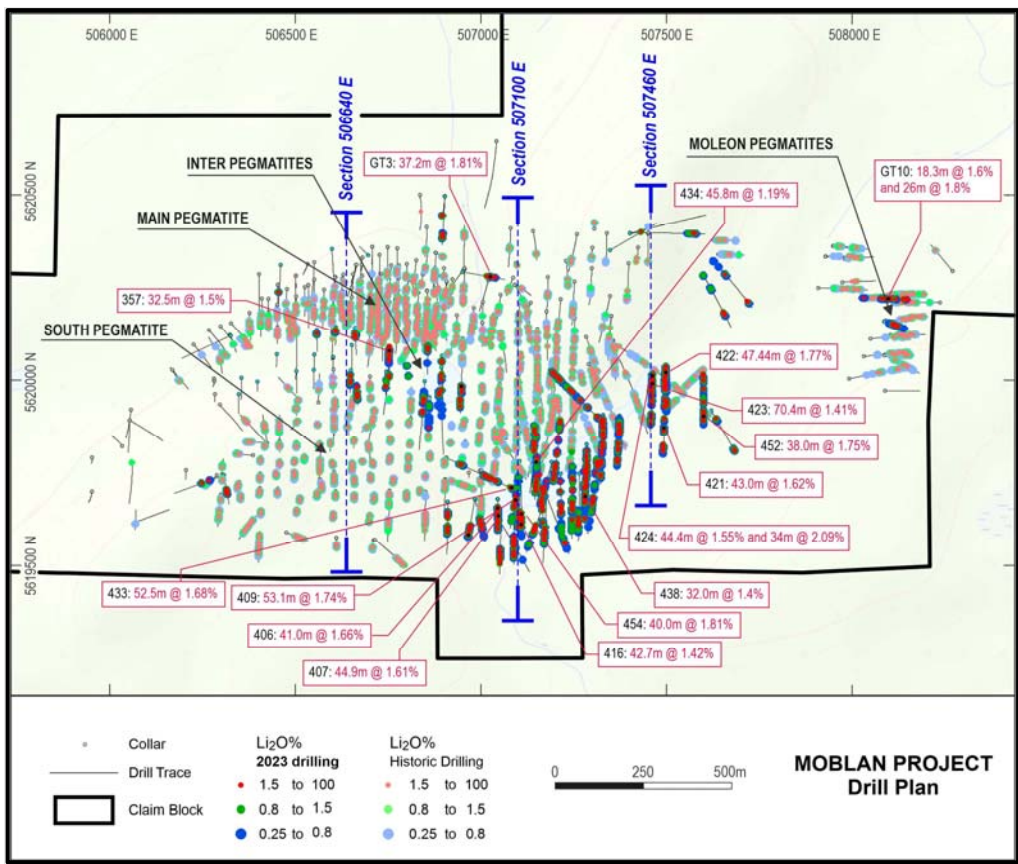 506000 E
506500 E
507000 E
507500 E
508000 E
5620500 N
5620000 N
5619500 N
Section 506640 E
Section 507100 E
Section 507460 E
INTER PEGMATITES
MAIN PEGMATITE
SOUTH PEGMATITE
MOLEON PEGMATITES
GT3: 37.2m @ 1.81%
434: 45.8m @ 1.19%
GT10: 18.3m @ 1.6%
and 26m @ 1.8%
357: 32.5m @ 1.5%
422: 47.44m @ 1.77%
423: 70.4m @ 1.41%
452: 38.0m @ 1.75%
421: 43.0m @ 1.62%
424: 44.4m @ 1.55% and 34m @ 2.09%
433: 52.5m @ 1.68%
409: 53.1m @ 1.74%
438: 32.0m @ 1.4%
406: 41.0m @ 1.66%
454: 40.0m @ 1.81%
407: 44.9m @ 1.61%
416: 42.7m @ 1.42%
Collar
Drill Trace
Claim Block
Li₂O%
2023 drilling
1.5 to 100
0.8 to 1.5
0.25 to 0.8
Li₂O%
Historic Drilling
1.5 to 100
0.8 to 1.5
0.25 to 0.8
0 250 500m
MOBLAN PROJECT
Drill Plan